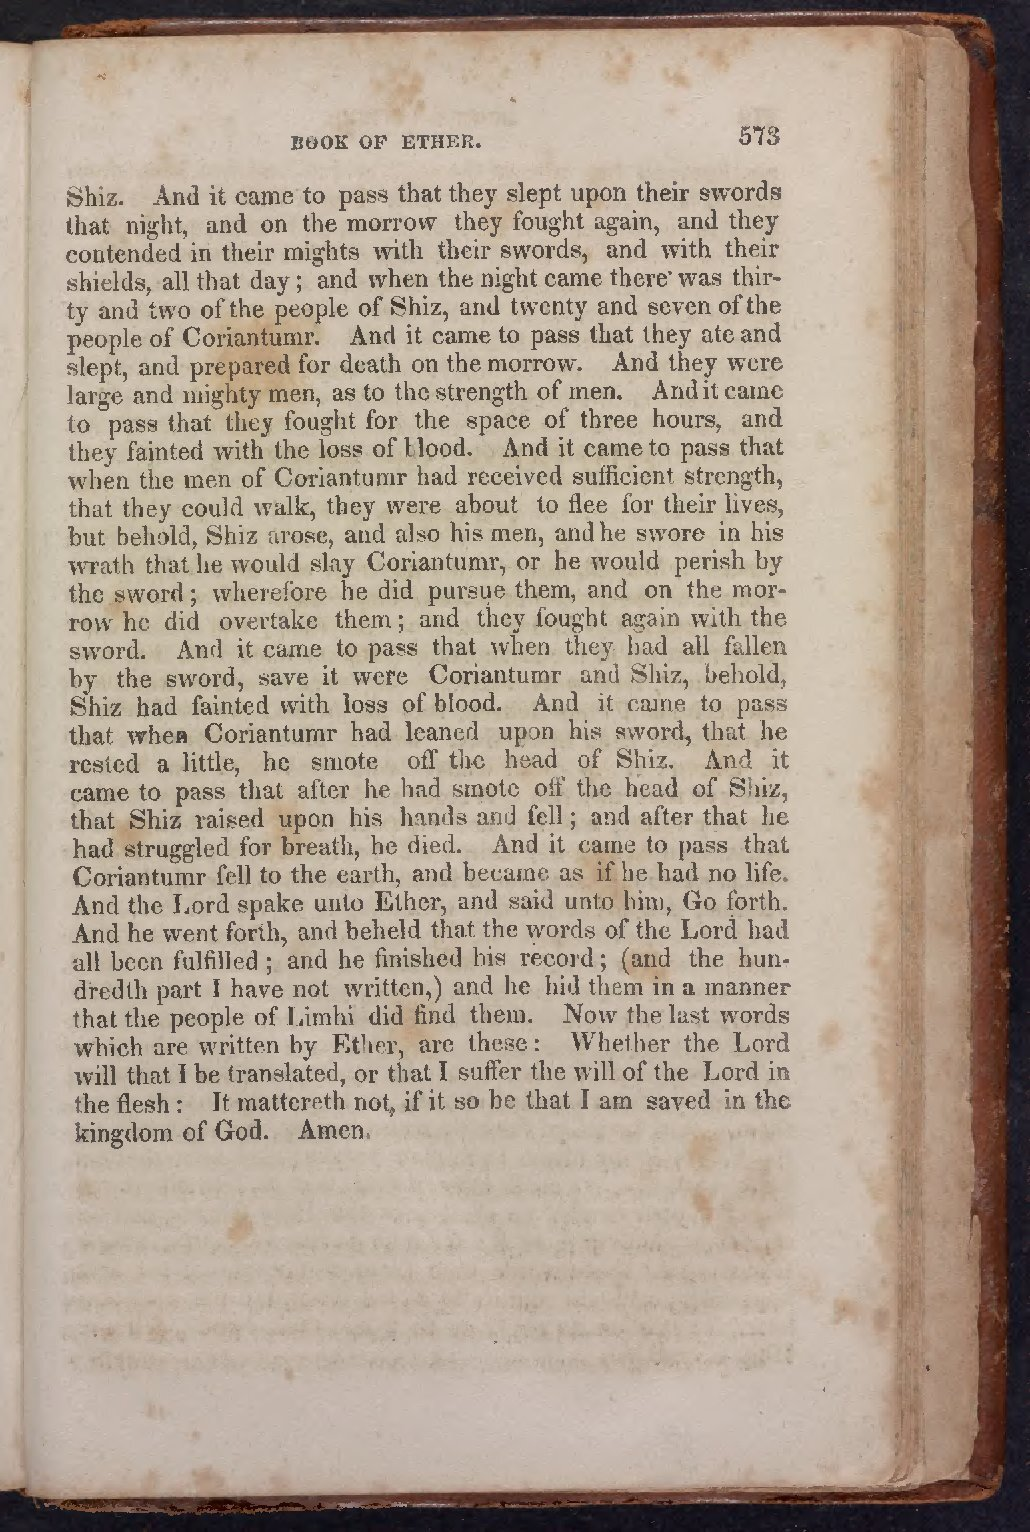 BOOK OF ETHER. 573
Shiz. And it came to pass that they slept upon their swords
that night, and on the morrow they fought again, and they
contended in their mights with their swords, and with their
shields, all that day; and when the night came there was thir-
ty and two of the people of Shiz, and twenty and seven of the
people of Coriantumr. And it came to pass that they ate and
slept, and prepared for death on the morrow. And they were
large and mighty men, as to the strength of men. And it came
to pass that they fought for the space of three hours, and
they fainted with the loss of blood. And it came to pass that
when the men of Coriantumr had received sufficient strength,
that they could walk, they were about to flee for their lives,
but behold, Shiz arose, and also his men, and he swore in his
wrath that he would slay Coriantumr, or he would perish by
the sword; wherefore he did pursue them, and on the mor-
row he did overtake them; and they fought again with the
sword. And it came to pass that when they had all fallen
by the sword, save it were Coriantumr and Shiz, behold,
Shiz had fainted with loss of blood. And it came to pass
that when Coriantumr had leaned upon his sword, that he
rested a little, he smote off the head of Shiz. And it
came to pass that after he had smote off the head of Shiz,
that Shiz raised upon his hands and fell; and after that he
had struggled for breath, he died. And it came to pass that
Coriantumr fell to the earth, and became as if he had no life.
And the Lord spake unto Ether, and said unto him, Go forth.
And he went forth, and beheld that the words of the Lord had
all been fulfilled; and he finished his record; (and the hun-
dredth part I have not written,) and he hid them in a manner
that the people of Limhi did find them. Now the last words
which are written by Ether, are these: Whether the Lord
will that I be translated, or that I suffer the will of the Lord in
the flesh: It mattereth not, if it so be that I am saved in the
kingdom of God. Amen.